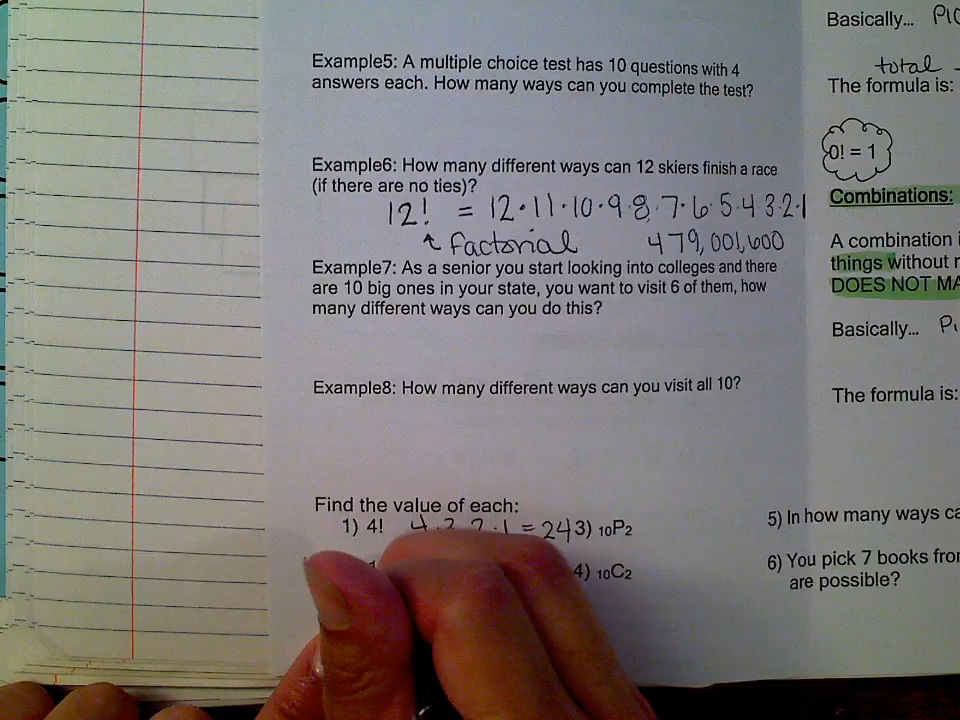 Example5: A multiple choice test has 10 questions with 4
answers each. How many ways can you complete the test?
Example6: How many different ways can 12 skiers finish a race
(if there are no ties)?
12! = 12·11·10·9·8·7·6·5·4·3·2·1
↑ factorial 479,001,600
Example7: As a senior you start looking into colleges and there
are 10 big ones in your state, you want to visit 6 of them, how
many different ways can you do this?
Example8: How many different ways can you visit all 10?
Find the value of each:
1) 4! 4·3·2·1 = 24 3) 10P2
4) 10C2
Basically...
total
The formula is:
0! = 1
Combinations:
A combination
things without
DOES NOT
Basically...
The formula is:
5) In how many ways
6) You pick 7 books
are possible?